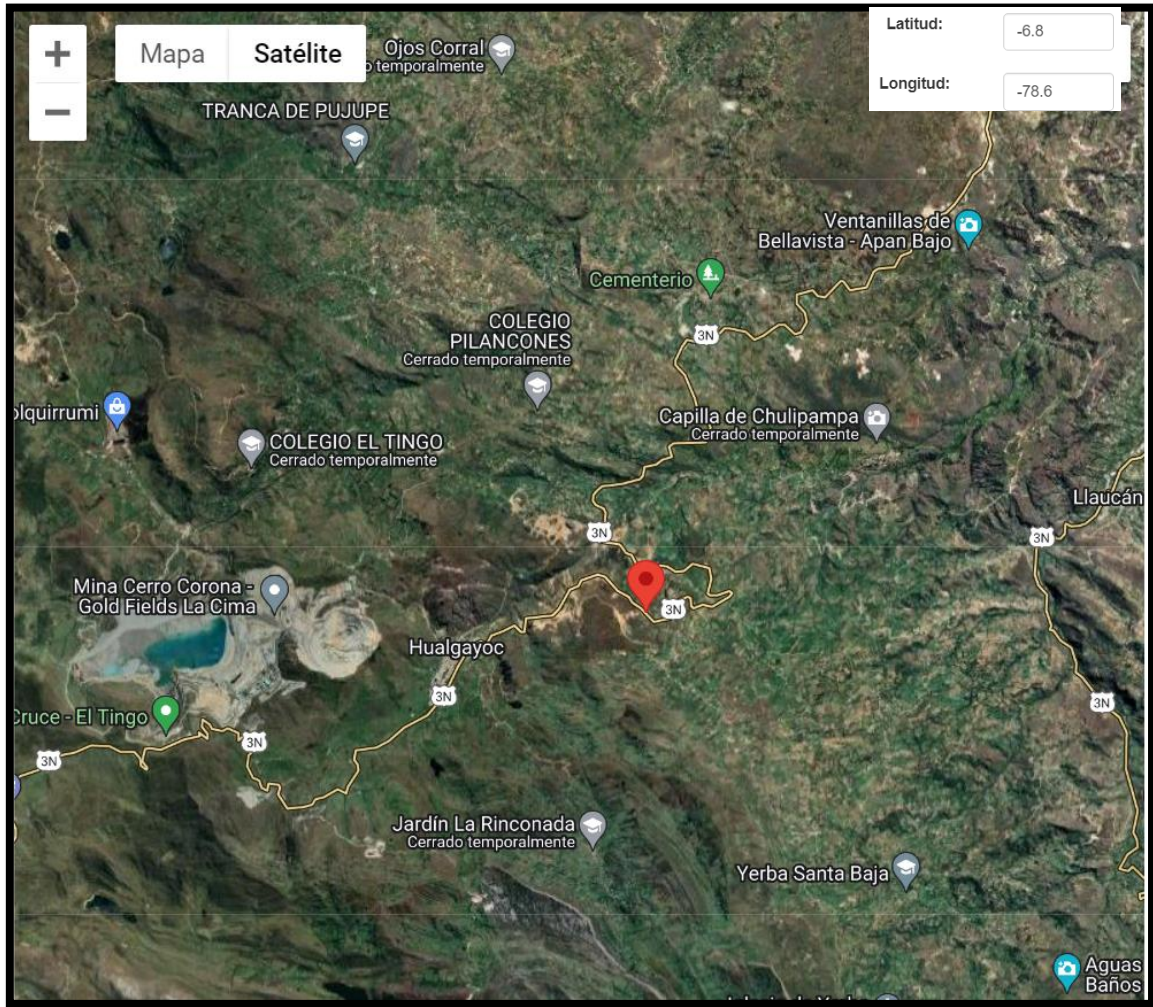 +
−
Mapa
Satélite
Latitud:
-6.8
Longitud:
-78.6
Ojos Corral
o temporalmente
TRANCA DE PUJUPE
Ventanillas de
Bellavista - Apan Bajo
Cementerio
3N
COLEGIO
PILANCONES
Cerrado temporalmente
olquirrumi
COLEGIO EL TINGO
Cerrado temporalmente
Capilla de Chulipampa
Cerrado temporalmente
Llaucán
3N
3N
Mina Cerro Corona -
Gold Fields La Cima
3N
Hualgayoc
3N
3N
Cruce - El Tingo
3N
3N
Jardín La Rinconada
Cerrado temporalmente
Yerba Santa Baja
Aguas
Baños